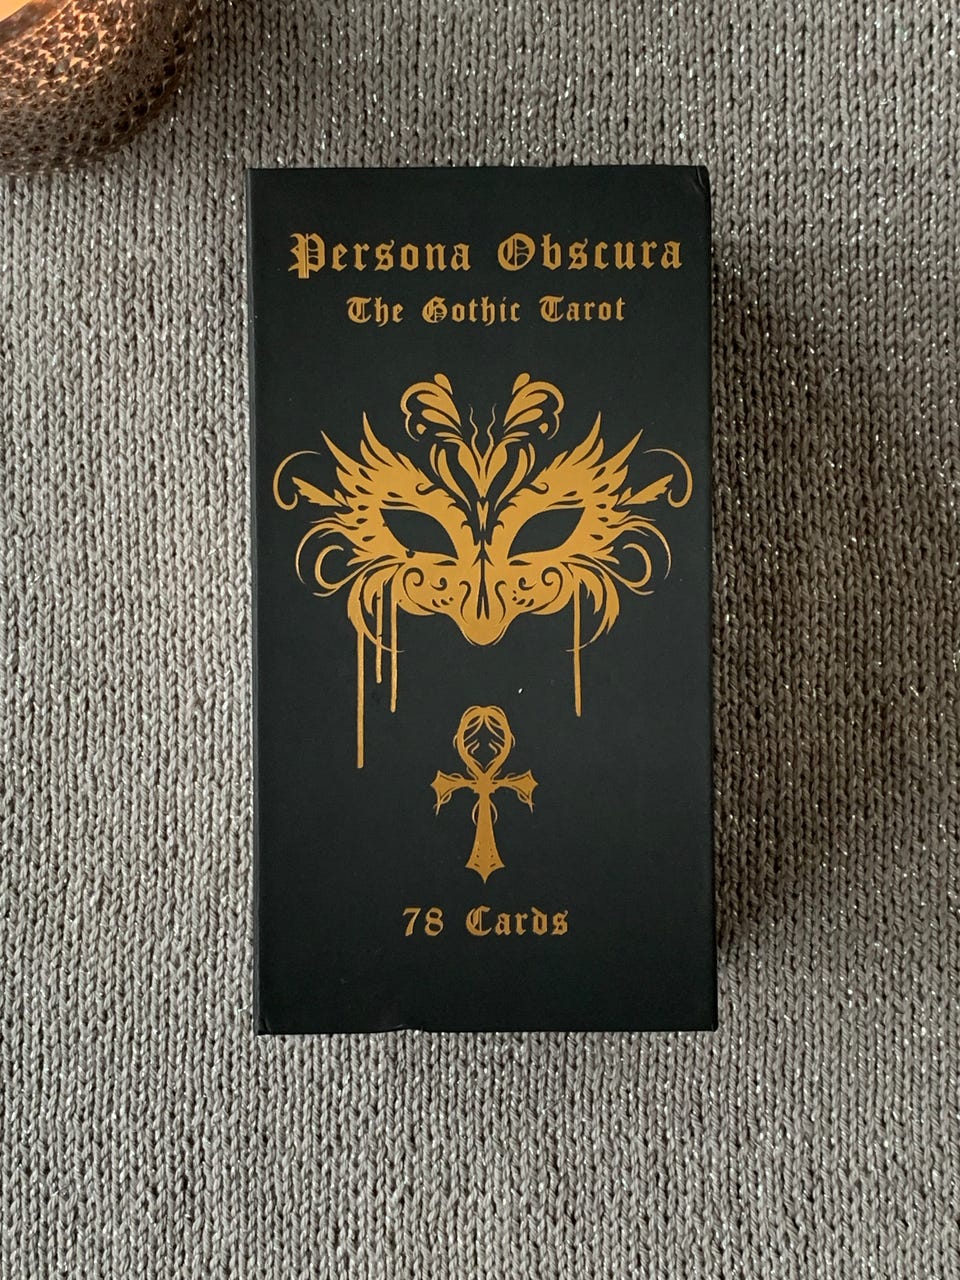 Persona Obscura
The Gothic Tarot
78 Cards